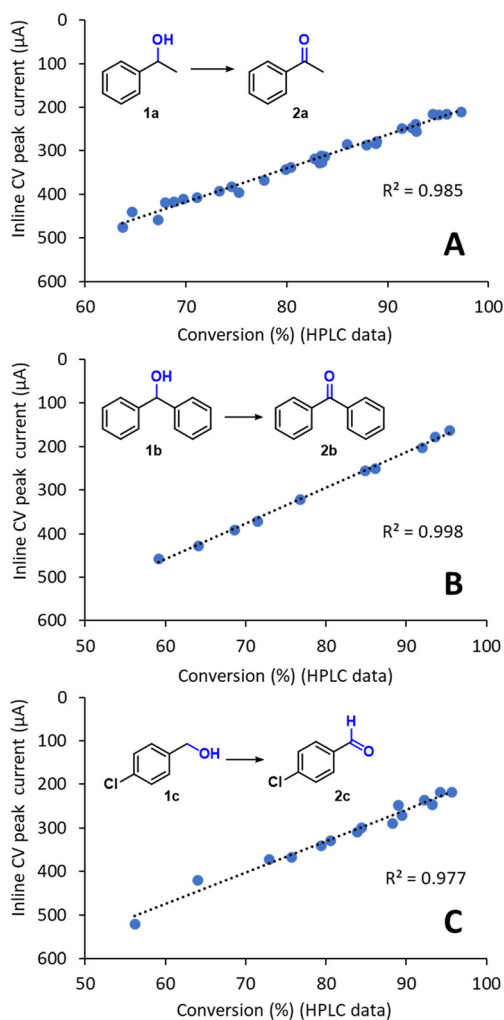 A
Inline CV peak current (µA)
0
100
200
300
400
500
600
OH
O
1a
2a
R² = 0.985
A
60
70
80
90
100
Conversion (%) (HPLC data)
B
Inline CV peak current (µA)
0
100
200
300
400
500
600
OH
O
1b
2b
R² = 0.998
B
50
60
70
80
90
100
Conversion (%) (HPLC data)
C
Inline CV peak current (µA)
0
100
200
300
400
500
600
H
OH
O
Cl
Cl
1c
2c
R² = 0.977
C
50
60
70
80
90
100
Conversion (%) (HPLC data)